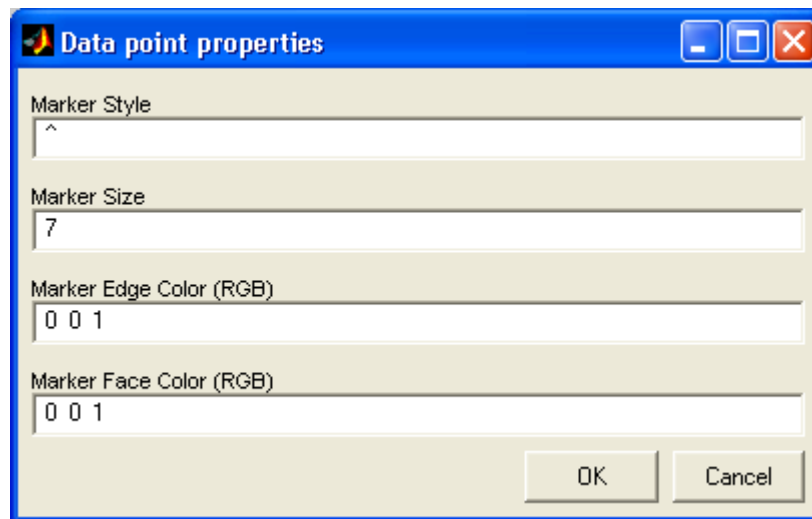 Data point properties
Marker Style
^
Marker Size
7
Marker Edge Color (RGB)
0 0 1
Marker Face Color (RGB)
0 0 1
OK Cancel